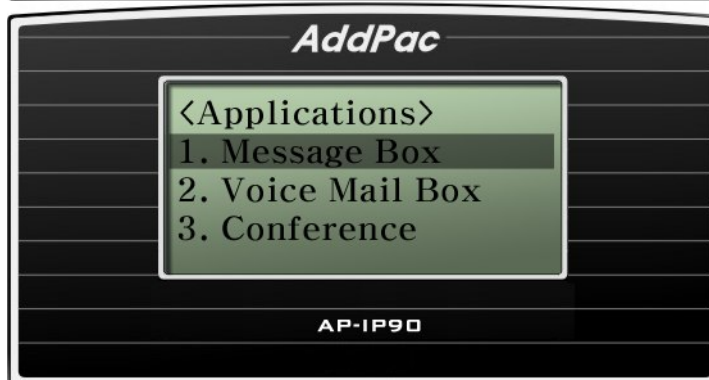 AddPac
<Applications>
1. Message Box
2. Voice Mail Box
3. Conference
AP-IP90